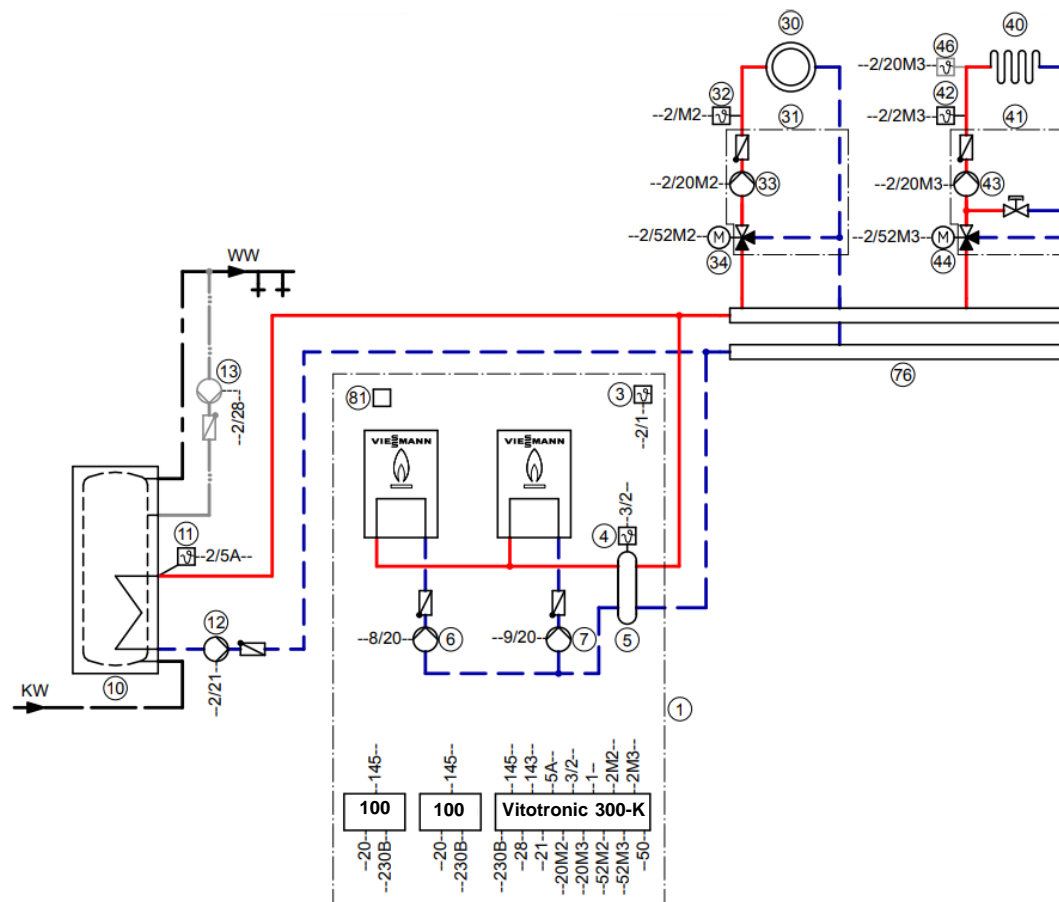 30
40
46
--2/20M3--
32
42
--2/M2--
31
--2/2M3--
41
--2/20M2--
33
--2/20M3--
43
--2/52M2--
M
--2/52M3--
M
34
44
WW
13
--2/28--
76
81
3
--2/1--
VIESMANN
VIESMANN
--3/2--
11
--2/5A--
4
12
--8/20--
6
--9/20--
7
5
10
--2/21--
KW
1
--145--
--145--
--145--
--143--
--5A--
--3/2--
--1--
--2M2--
--2M3--
100
100
Vitotronic 300-K
--20--
--230B--
--20--
--230B--
--230B--
--28--
--21--
--20M2--
--20M3--
--52M2--
--52M3--
--50--